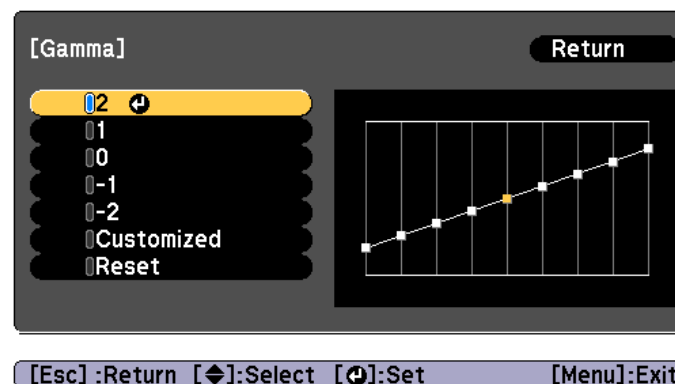 [Gamma] Return
2
1
0
-1
-2
Customized
Reset
[Esc] :Return [◆]:Select [↵]:Set [Menu]:Exit